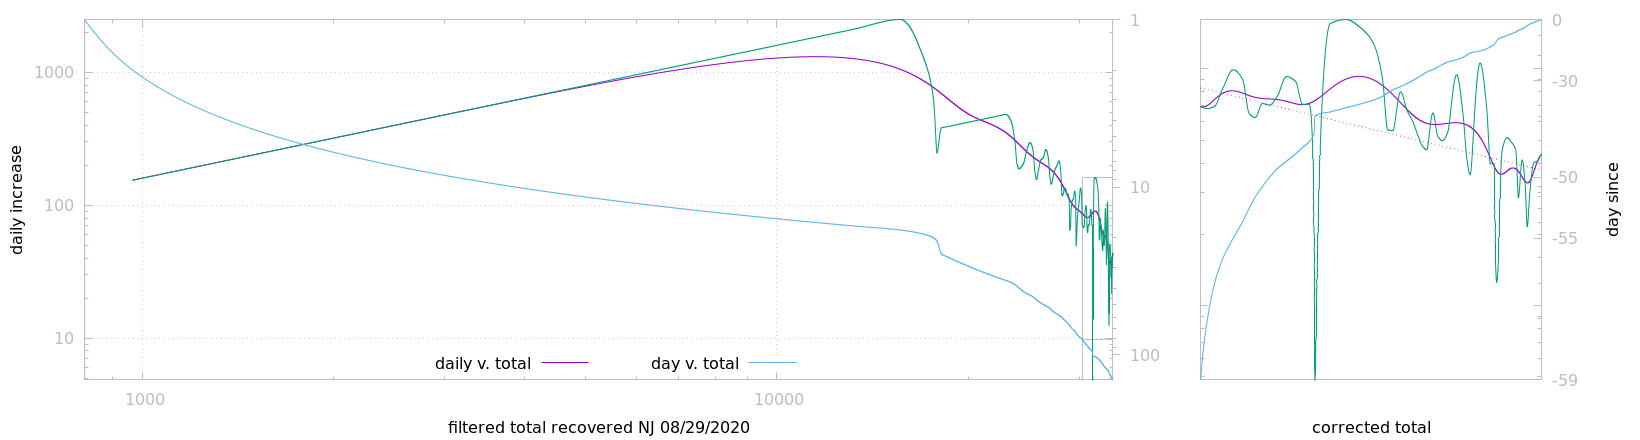 1000
100
10
daily increase
1
10
100
daily v. total
day v. total
1000
10000
filtered total recovered NJ 08/29/2020
0
-30
-50
-55
-59
day since
corrected total